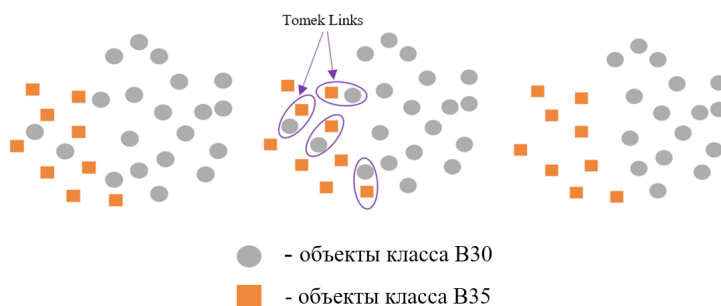 Tomek Links
- объекты класса В30
- объекты класса В35